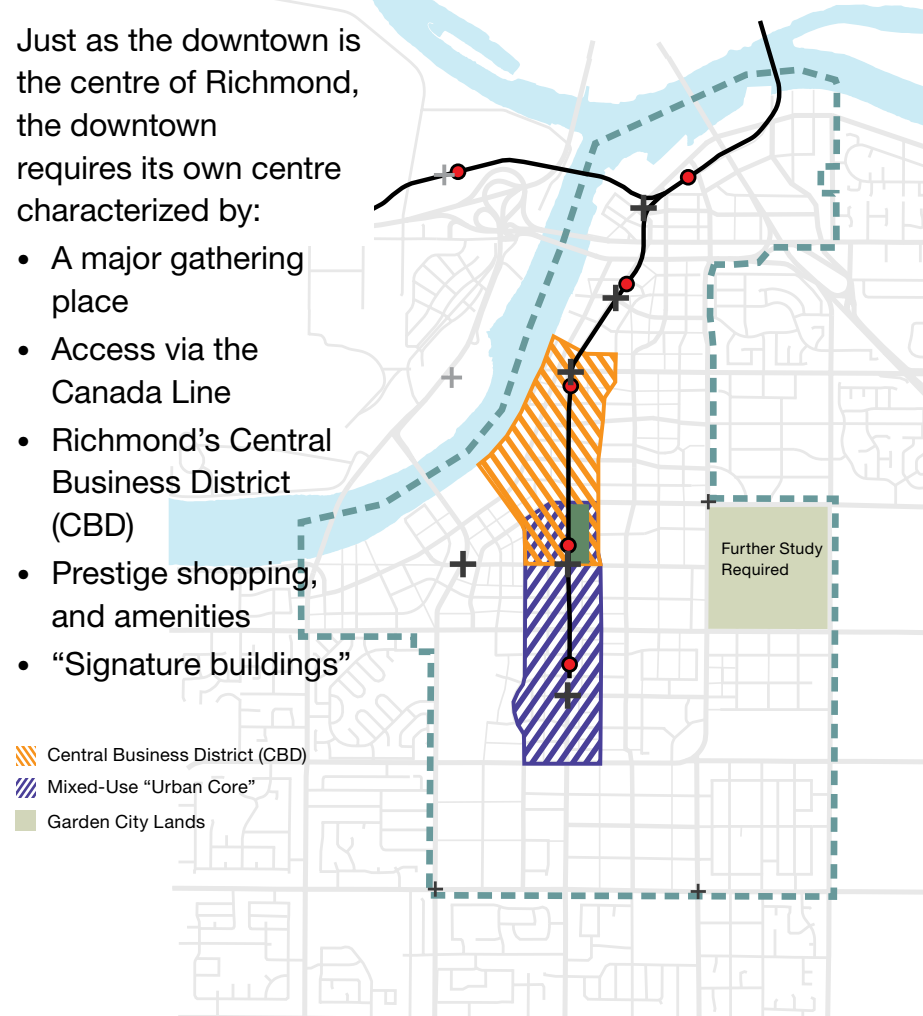 Just as the downtown is
the centre of Richmond,
the downtown
requires its own centre
characterized by:
• A major gathering
place
• Access via the
Canada Line
• Richmond’s Central
Business District
(CBD)
• Prestige shopping,
and amenities
• “Signature buildings”
Further Study
Required
Central Business District (CBD)
Mixed-Use “Urban Core”
Garden City Lands